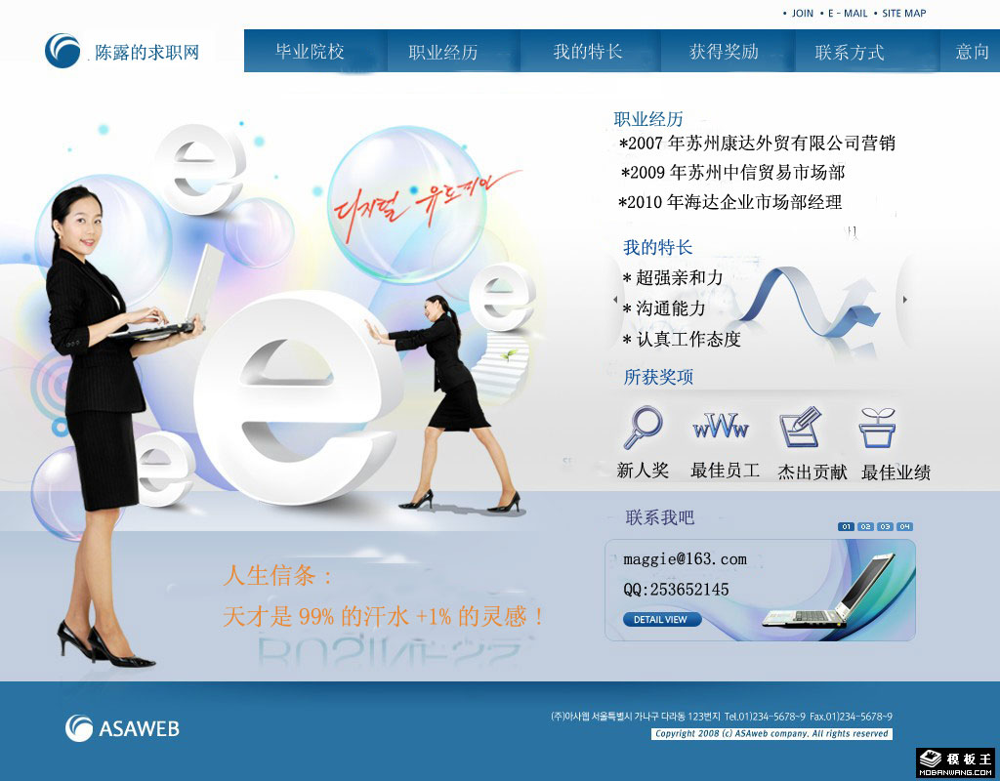 • JOIN • E - MAIL • SITE MAP
陈露的求职网
毕业院校 职业经历 我的特长 获得奖励 联系方式 意向
职业经历
*2007 年苏州康达外贸有限公司营销
*2009 年苏州中信贸易市场部
*2010 年海达企业市场部经理
디지털 유토피안
我的特长
* 超强亲和力
* 沟通能力
* 认真工作态度
所获奖项
wWw
新人奖 最佳员工 杰出贡献 最佳业绩
联系我吧
01 02 03 04
maggie@163.com
QQ:253652145
DETAIL VIEW
人生信条：
天才是 99% 的汗水 +1% 的灵感！
BUSINESS
ASAWEB
(주)아사웹 서울특별시 가나구 다라동 123번지 Tel.01)234-5678~9 Fax.01)234-5678~9
Copyright 2008 (c) ASAweb company. All rights reserved
模板王
MOBANWANG.COM